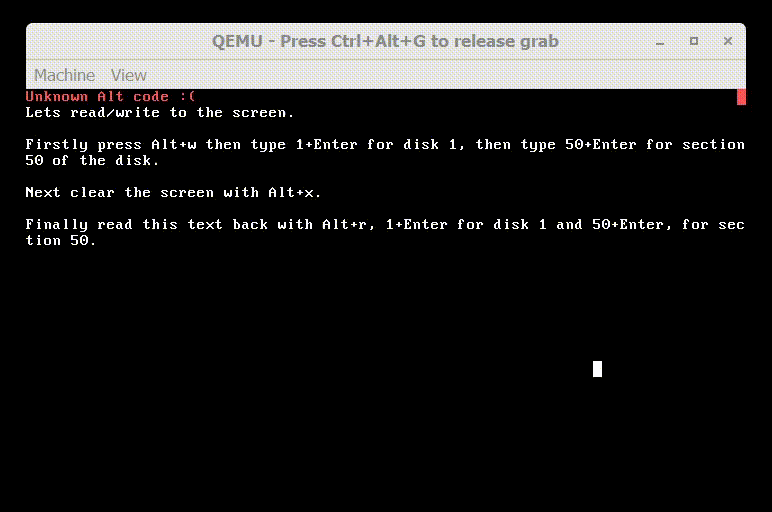 QEMU - Press Ctrl+Alt+G to release grab
Machine View
Unknown Alt code :(
Lets read/write to the screen.
Firstly press Alt+w then type 1+Enter for disk 1, then type 50+Enter for section
50 of the disk.
Next clear the screen with Alt+x.
Finally read this text back with Alt+r, 1+Enter for disk 1 and 50+Enter, for sec
tion 50.